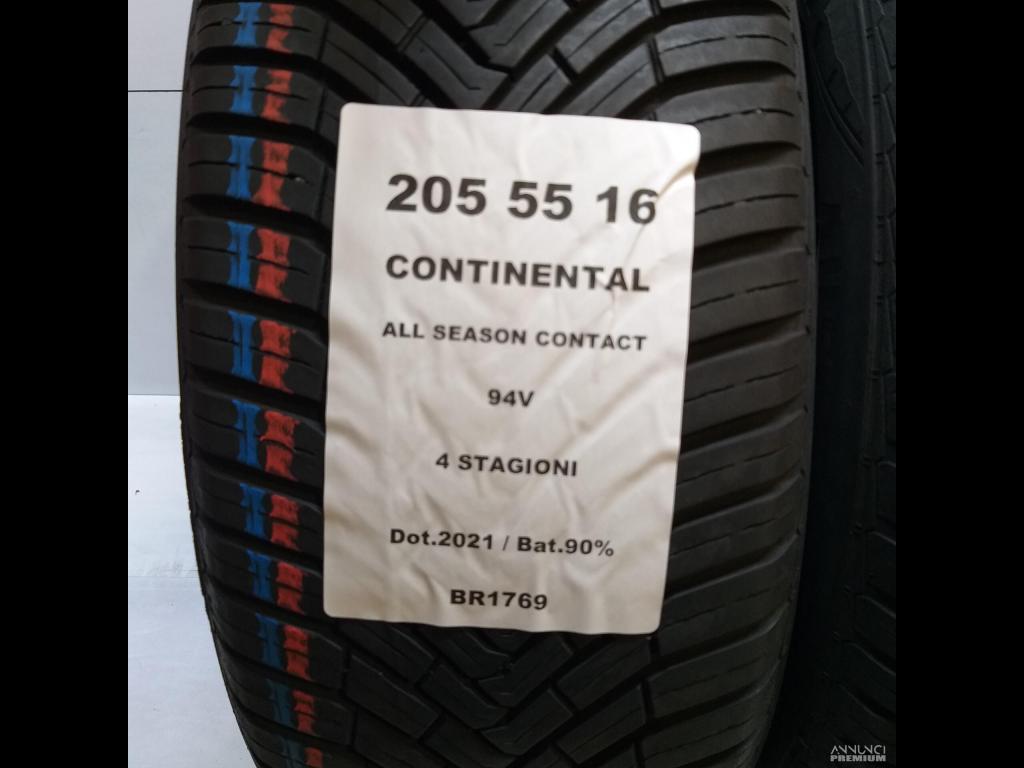 205 55 16
CONTINENTAL
ALL SEASON CONTACT
94V
4 STAGIONI
Dot.2021 / Bat.90%
BR1769
ANNUNCI
PREMIUM